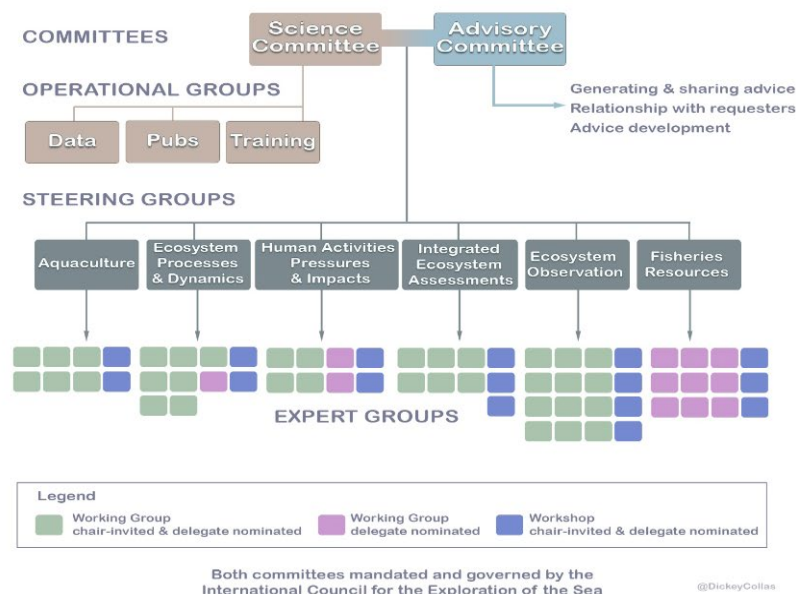 COMMITTEES
Science
Committee
Advisory
Committee
OPERATIONAL GROUPS
Generating & sharing advice
Relationship with requesters
Advice development
Data
Pubs
Training
STEERING GROUPS
Aquaculture
Ecosystem
Processes
& Dynamics
Human Activities
Pressures
& Impacts
Integrated
Ecosystem
Assessments
Ecosystem
Observation
Fisheries
Resources
EXPERT GROUPS
Legend
Working Group
chair-invited & delegate nominated
Working Group
delegate nominated
Workshop
chair-invited & delegate nominated
Both committees mandated and governed by the
International Council for the Exploration of the Sea
@DickeyCollas